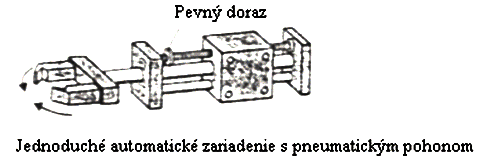 Pevný doraz
Jednoduché automatické zariadenie s pneumatickým pohonom